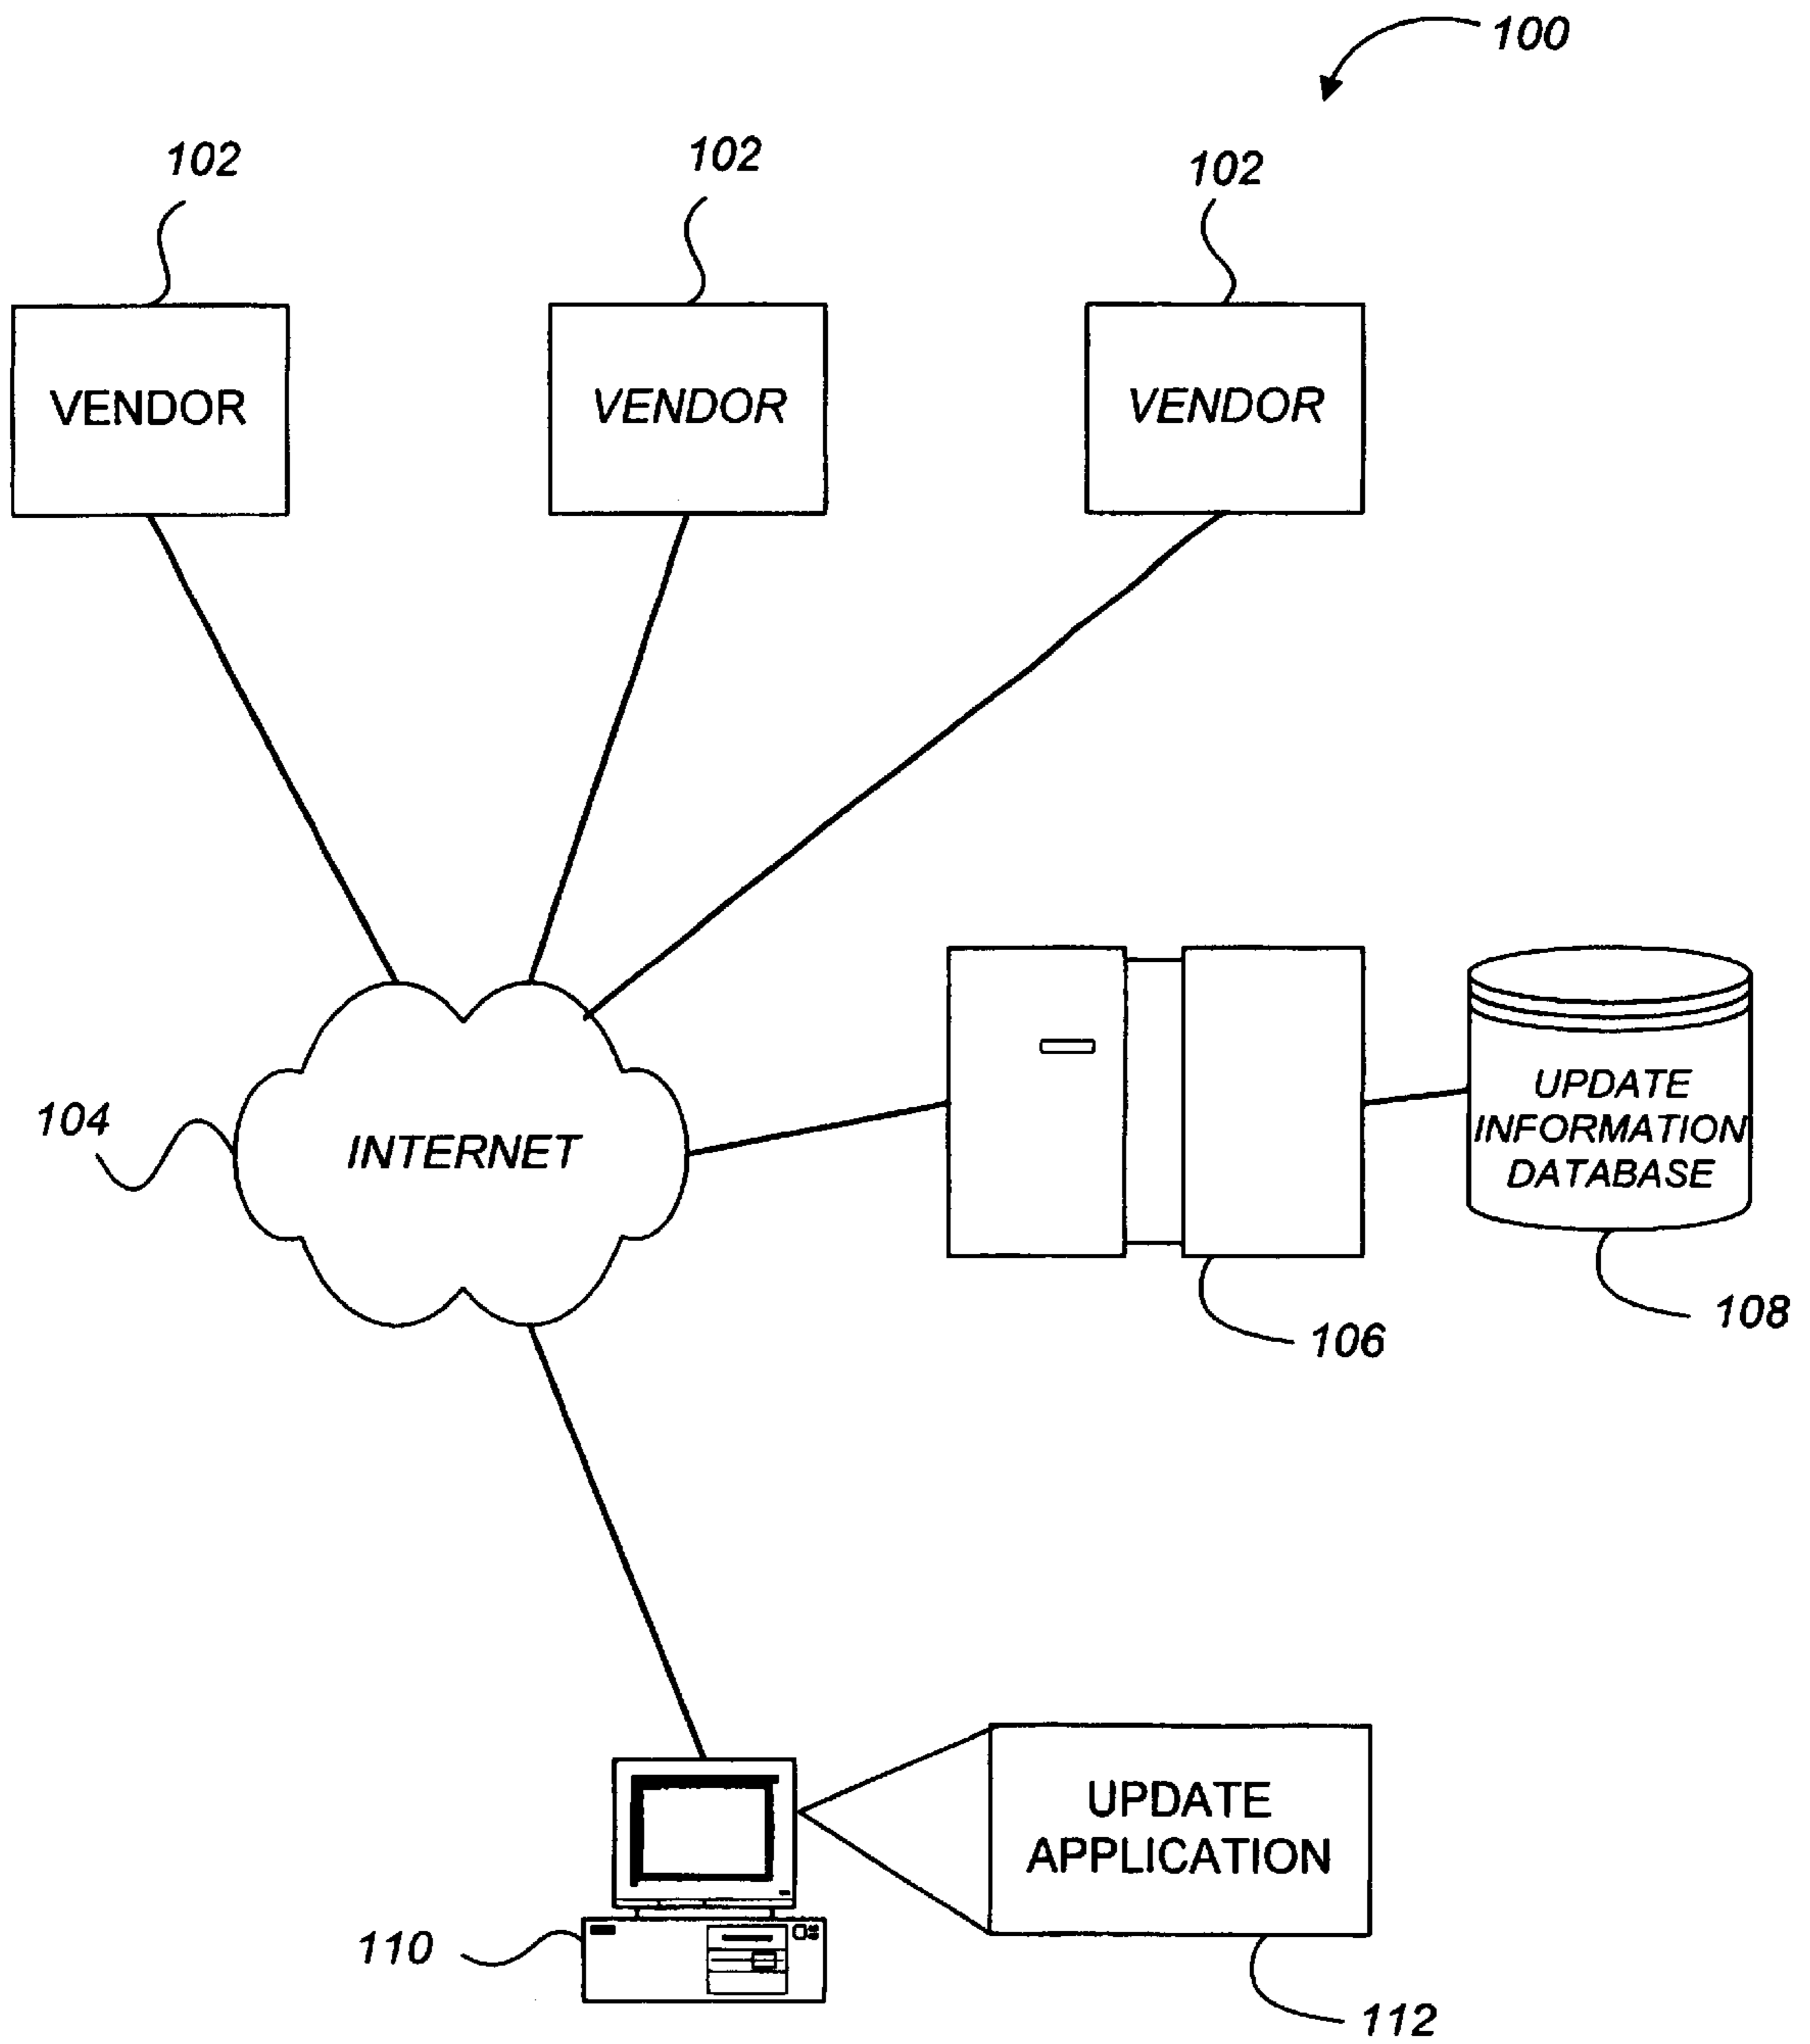 100
102
102
102
VENDOR
VENDOR
VENDOR
104
INTERNET
UPDATE
INFORMATION
DATABASE
106
108
UPDATE
APPLICATION
110
112